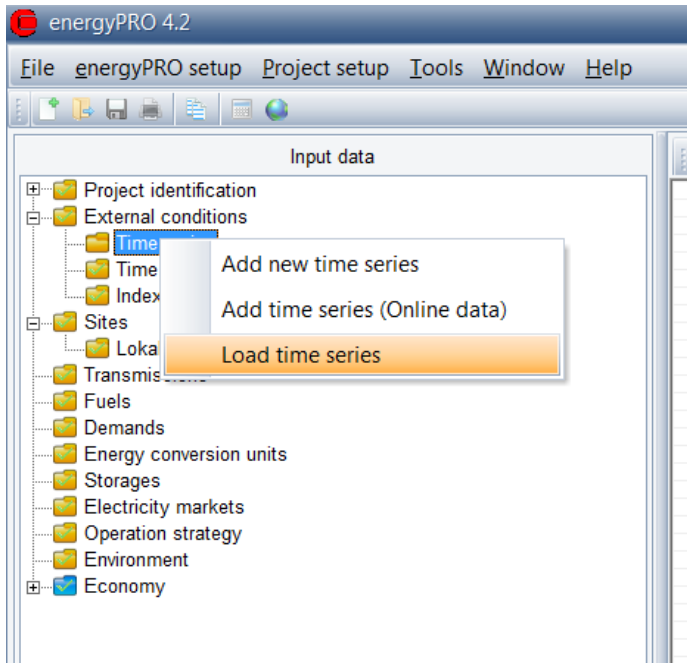 energyPRO 4.2
File energyPRO setup Project setup Tools Window Help
Input data
Project identification
External conditions
Time
Add new time series
Time
Add time series (Online data)
Index
Sites
Load time series
Transmissions
Fuels
Demands
Energy conversion units
Storages
Electricity markets
Operation strategy
Environment
Economy